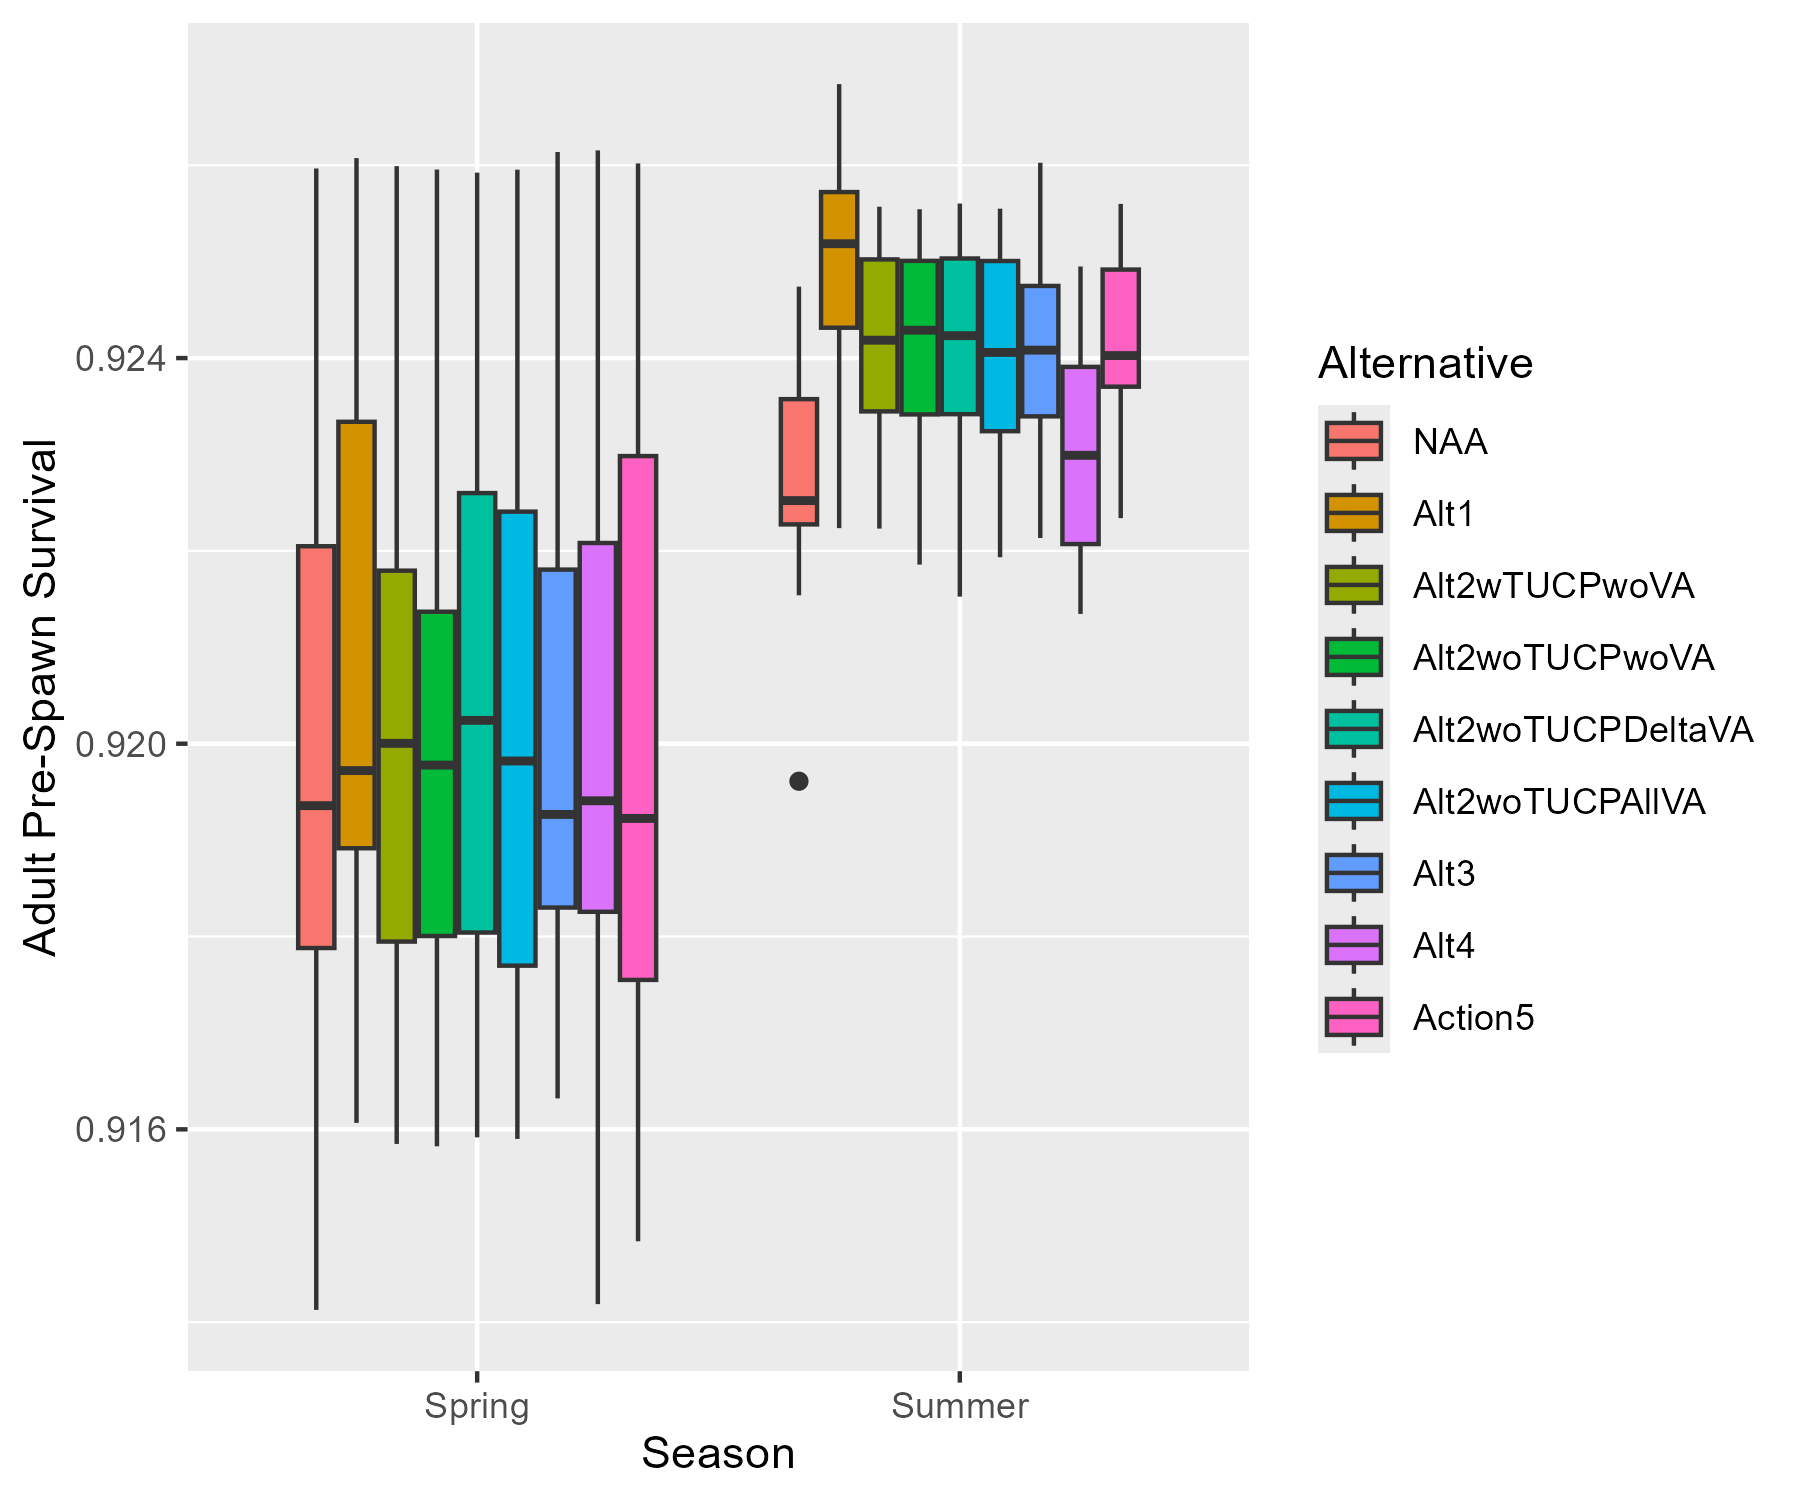 Adult Pre-Spawn Survival
0.924
0.920
0.916
Spring
Summer
Season
Alternative
NAA
Alt1
Alt2wTUCPwoVA
Alt2woTUCPwoVA
Alt2woTUCPDeltaVA
Alt2woTUCPAllVA
Alt3
Alt4
Action5